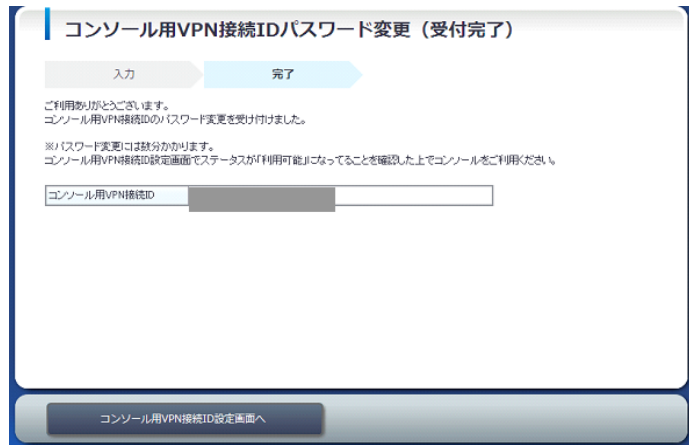 コンソール用VPN接続IDパスワード変更（受付完了）
入力
完了
ご利用ありがとうございます。
コンソール用VPN接続IDのパスワード変更を受け付けました。
※パスワード変更には数分かかります。
コンソール用VPN接続ID設定画面でステータスが「利用可能」になってることを確認した上でコンソールをご利用ください。
コンソール用VPN接続ID
コンソール用VPN接続ID設定画面へ